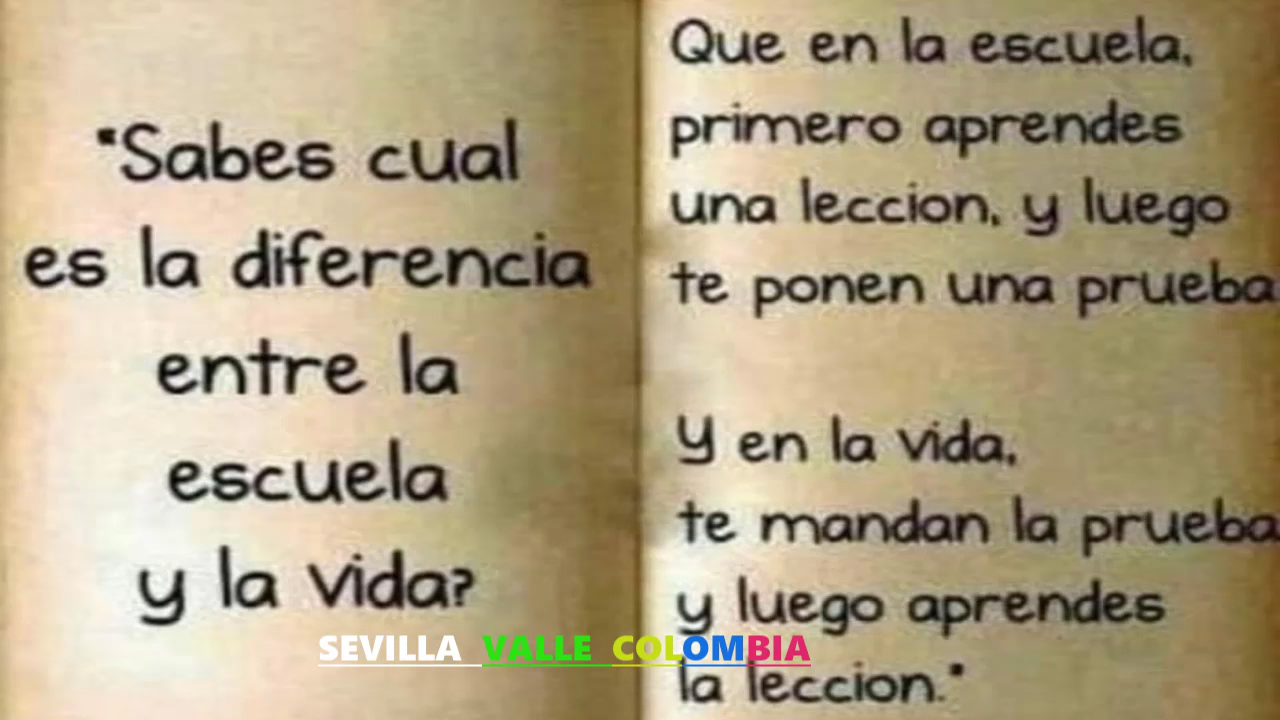 "Sabes cual
es la diferencia
entre la
escuela
y la vida?
Que en la escuela,
primero aprendes
una leccion, y luego
te ponen una prueba
Y en la vida,
te mandan la prueba
y luego aprendes
la leccion."
SEVILLA VALLE COLOMBIA